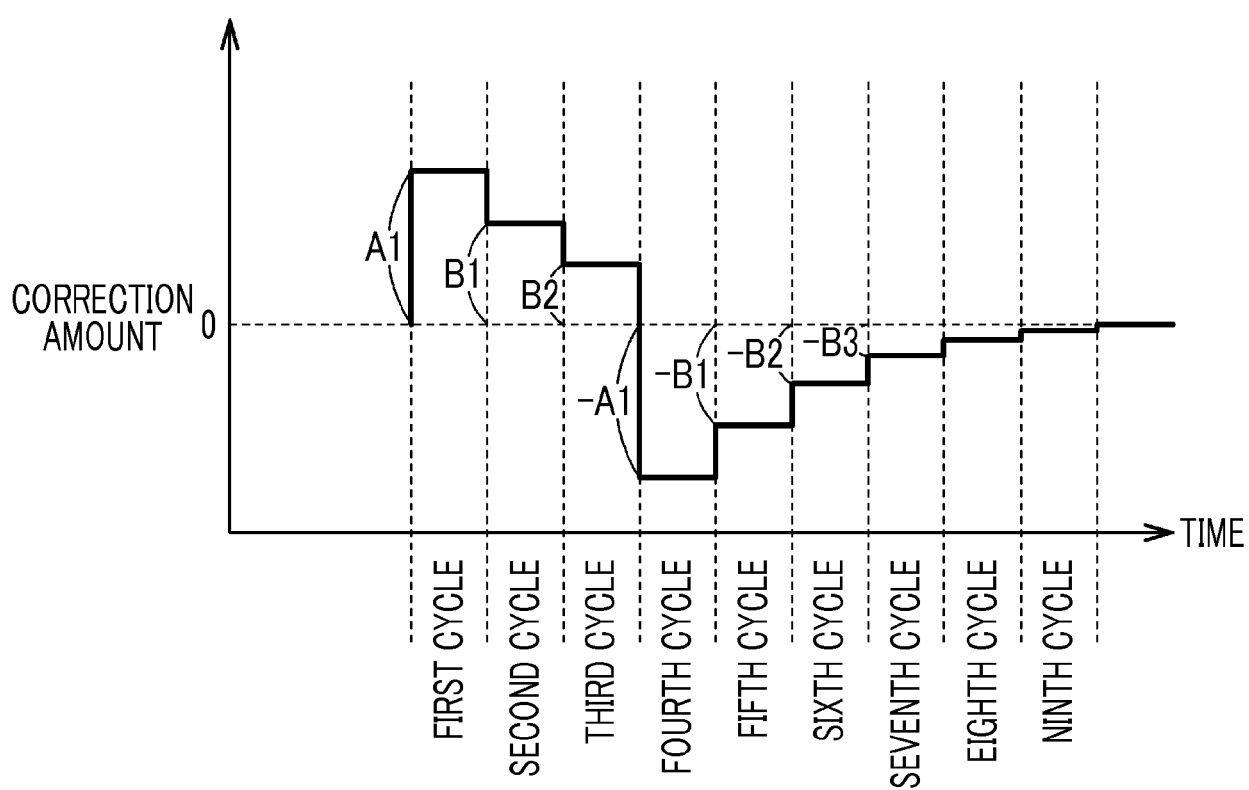 A1
B1
B2
CORRECTION
AMOUNT
0
-A1
-B1
-B2
-B3
TIME
FIRST CYCLE
SECOND CYCLE
THIRD CYCLE
FOURTH CYCLE
FIFTH CYCLE
SIXTH CYCLE
SEVENTH CYCLE
EIGHTH CYCLE
NINTH CYCLE